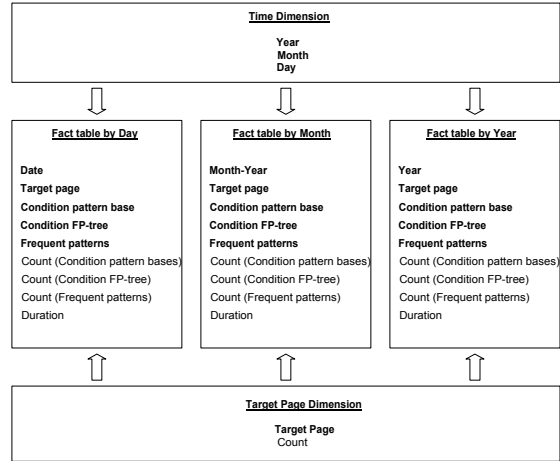 Time Dimension
Year
Month
Day
Fact table by Day
Date
Target page
Condition pattern base
Condition FP-tree
Frequent patterns
Count (Condition pattern bases)
Count (Condition FP-tree)
Count (Frequent patterns)
Duration
Fact table by Month
Month-Year
Target page
Condition pattern base
Condition FP-tree
Frequent patterns
Count (Condition pattern bases)
Count (Condition FP-tree)
Count (Frequent patterns)
Duration
Fact table by Year
Year
Target page
Condition pattern base
Condition FP-tree
Frequent patterns
Count (Condition pattern bases)
Count (Condition FP-tree)
Count (Frequent patterns)
Duration
Target Page Dimension
Target Page
Count